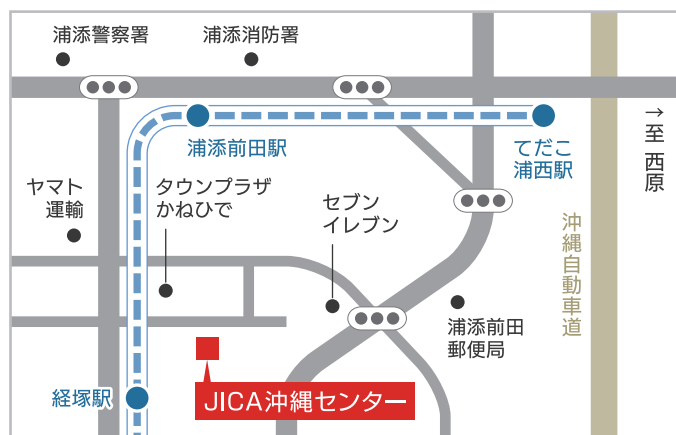 浦添警察署
浦添消防署
浦添前田駅
てだこ
浦西駅
→至 西原
ヤマト
運輸
タウンプラザ
かねひで
セブン
イレブン
沖縄自動車道
浦添前田
郵便局
経塚駅
JICA沖縄センター